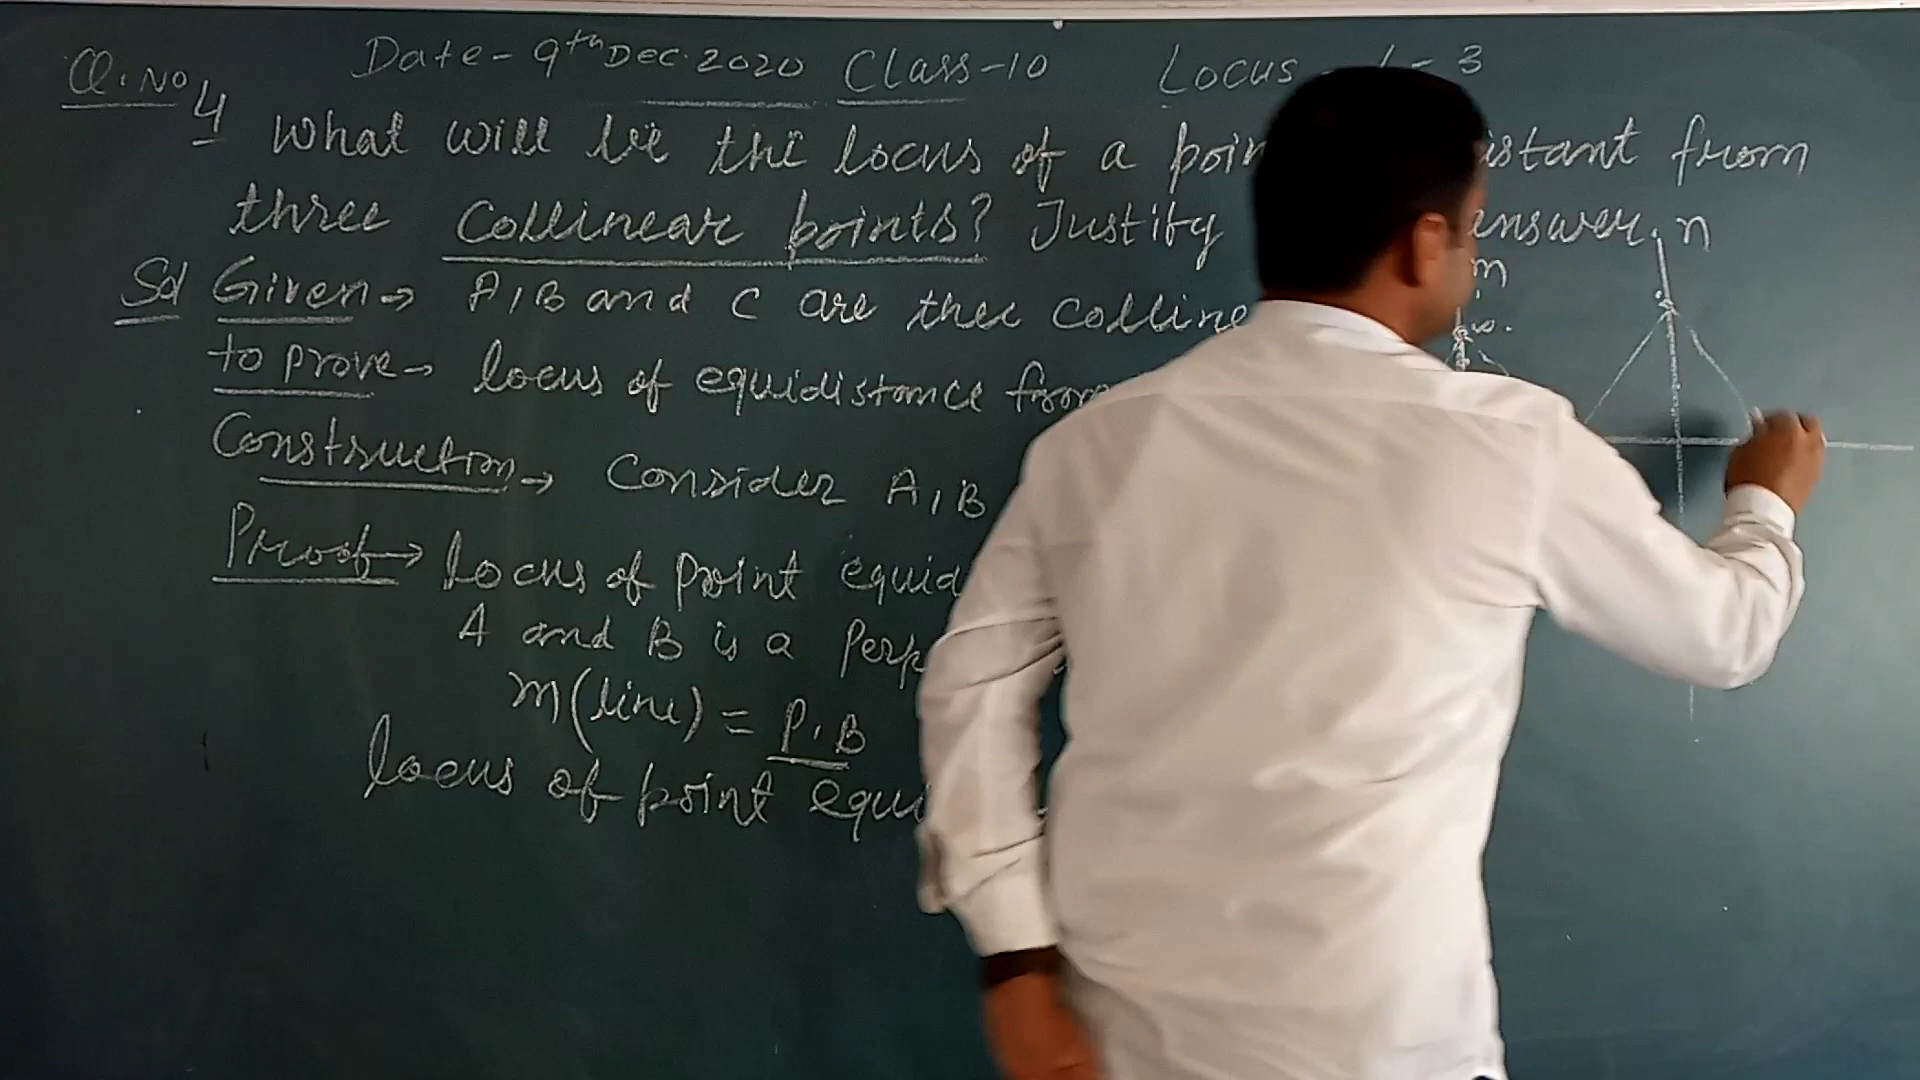 Q.No 4 Date - 9th Dec. 2020 Class-10 Locus - 3
What will be the locus of a poin istant from
three Collinear points? Justify answer. n
m
Sol Given → A, B and C are thee colline
to prove → locus of equidistance from
Construction → Consider A, B
Proof → locus of point equid
A and B is a Perp
m(line) = P.B
locus of point equi